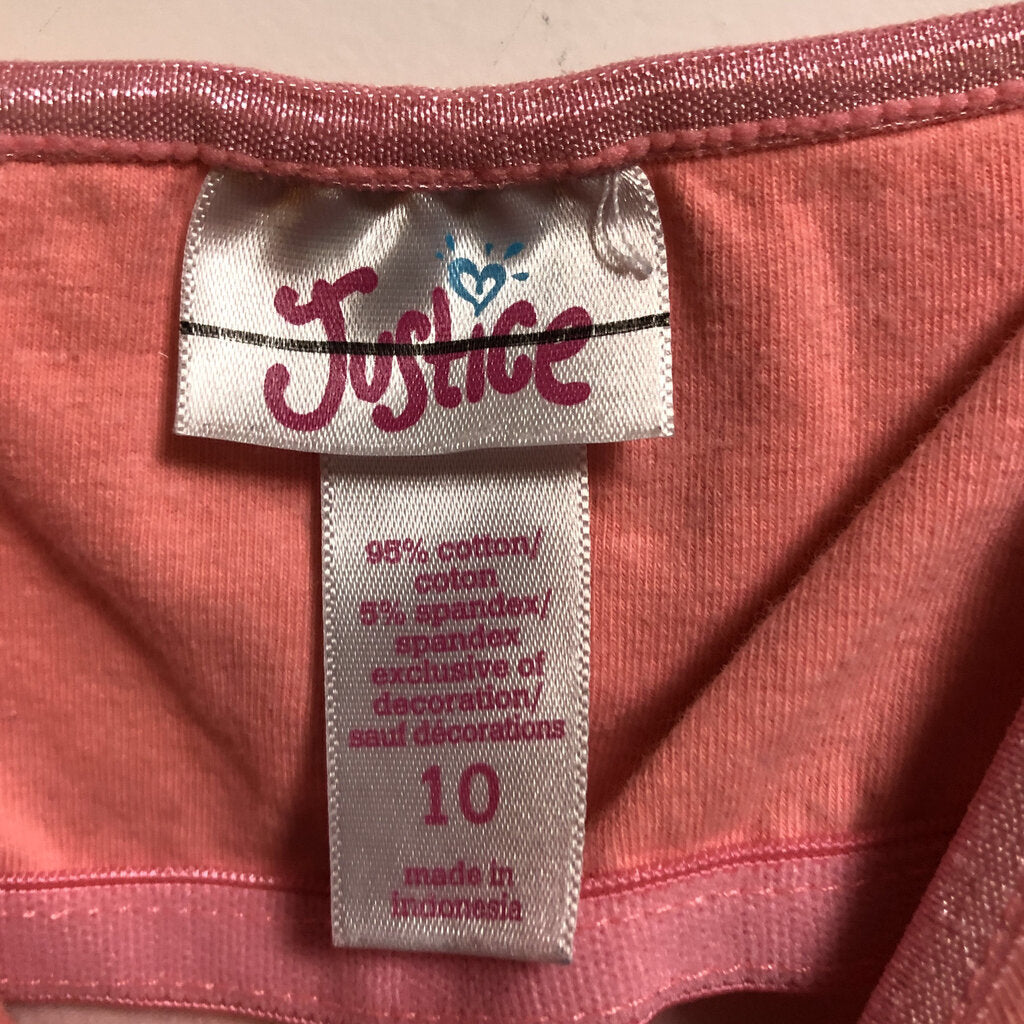 Justice
95% cotton/
coton
5% spandex/
spandex
exclusive of
decoration/
sauf décorations
10
made in
indonesia